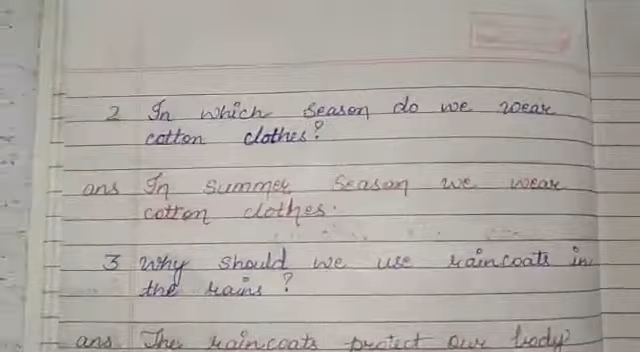 2 In which season do we wear
cotton clothes?
ans In summer season we wear
cotton clothes.
3 Why should we use raincoats in
the rains?
ans The raincoats protect our body